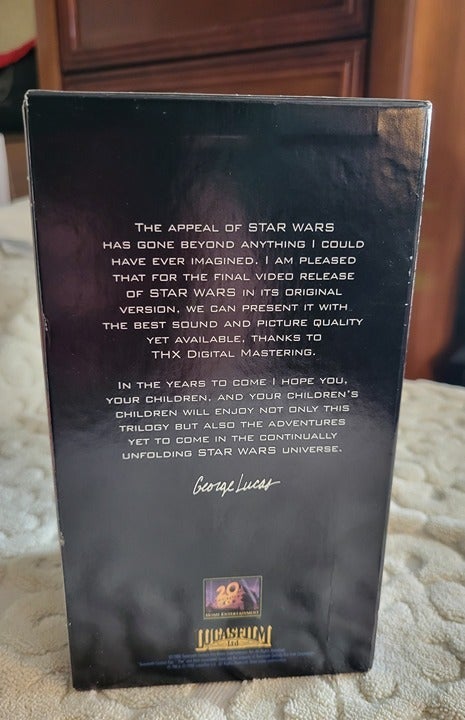 THE APPEAL OF STAR WARS
HAS GONE BEYOND ANYTHING I COULD
HAVE EVER IMAGINED. I AM PLEASED
THAT FOR THE FINAL VIDEO RELEASE
OF STAR WARS IN ITS ORIGINAL
VERSION, WE CAN PRESENT IT WITH
THE BEST SOUND AND PICTURE QUALITY
YET AVAILABLE, THANKS TO
THX DIGITAL MASTERING.
IN THE YEARS TO COME I HOPE YOU,
YOUR CHILDREN, AND YOUR CHILDREN'S
CHILDREN WILL ENJOY NOT ONLY THIS
TRILOGY BUT ALSO THE ADVENTURES
YET TO COME IN THE CONTINUALLY
UNFOLDING STAR WARS UNIVERSE.
George Lucas
20
HOME ENTERTAINMENT
LUCASFILM
Ltd